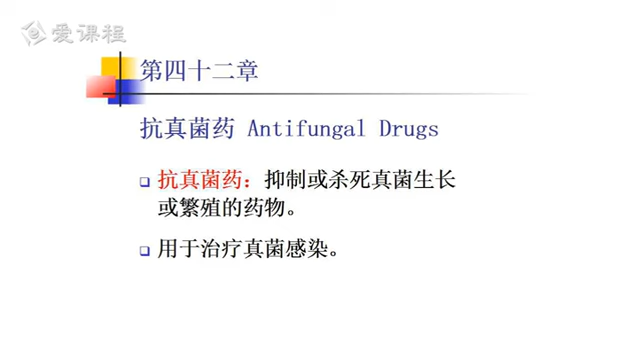 爱课程
第四十二章
抗真菌药 Antifungal Drugs
抗真菌药：抑制或杀死真菌生长
或繁殖的药物。
用于治疗真菌感染。